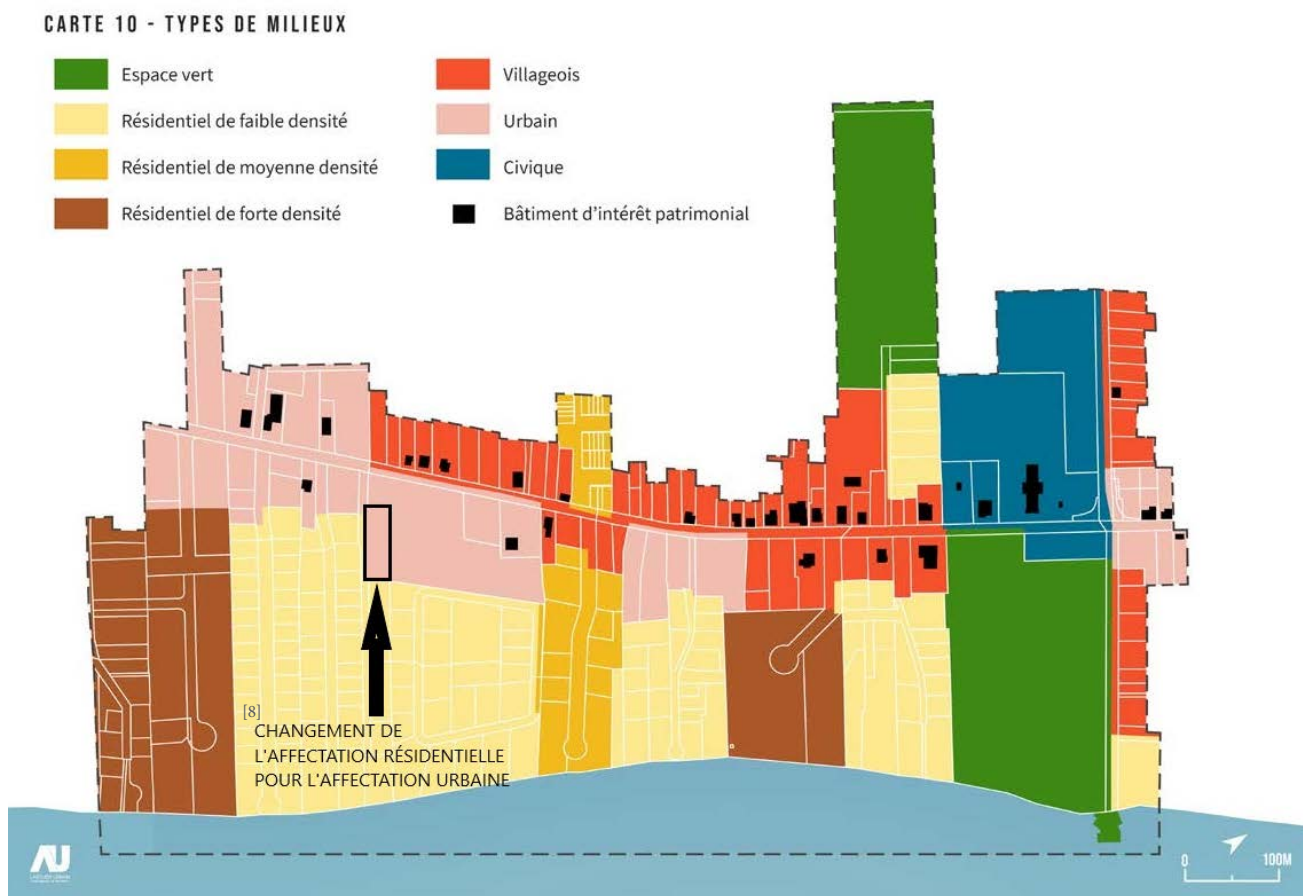 CARTE 10 - TYPES DE MILIEUX
Espace vert
Résidentiel de faible densité
Résidentiel de moyenne densité
Résidentiel de forte densité
Villageois
Urbain
Civique
Bâtiment d'intérêt patrimonial
[8]
CHANGEMENT DE
L'AFFECTATION RÉSIDENTIELLE
POUR L'AFFECTATION URBAINE
AU
0 100M